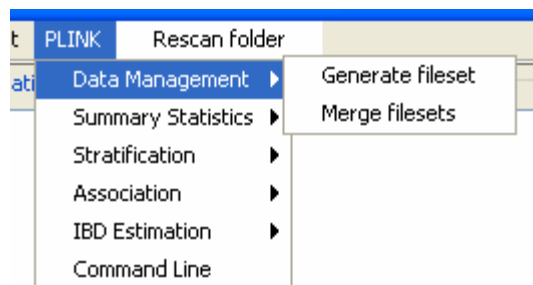 t PLINK Rescan folder
ati Data Management Generate fileset
Summary Statistics Merge filesets
Stratification
Association
IBD Estimation
Command Line